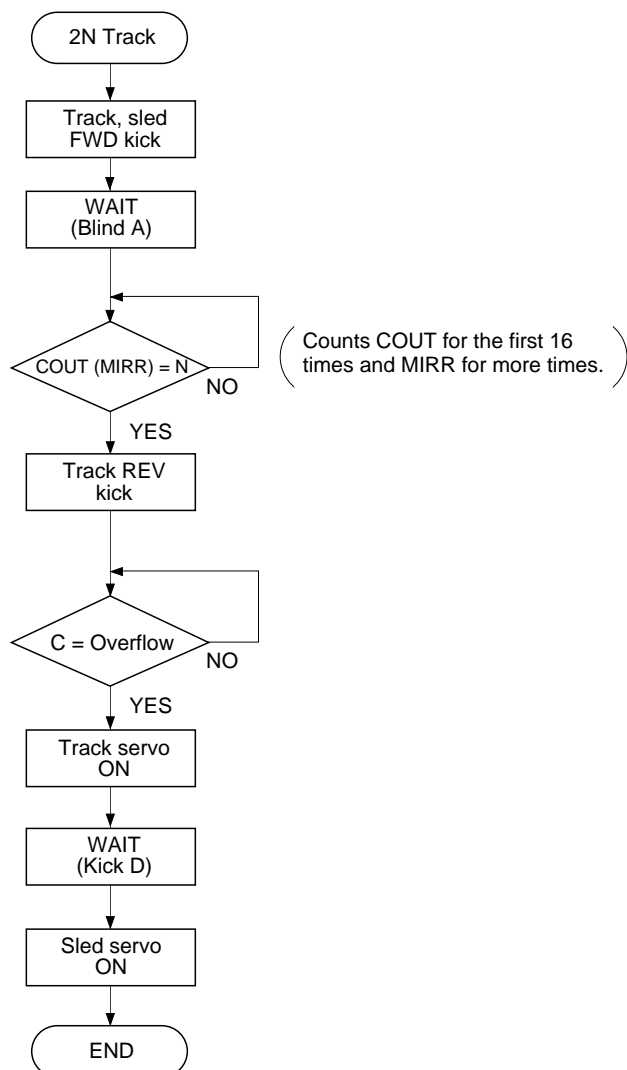 2N Track
Track, sled
FWD kick
WAIT
(Blind A)
COUT (MIRR) = N
NO
(Counts COUT for the first 16
times and MIRR for more times.)
YES
Track REV
kick
C = Overflow
NO
YES
Track servo
ON
WAIT
(Kick D)
Sled servo
ON
END